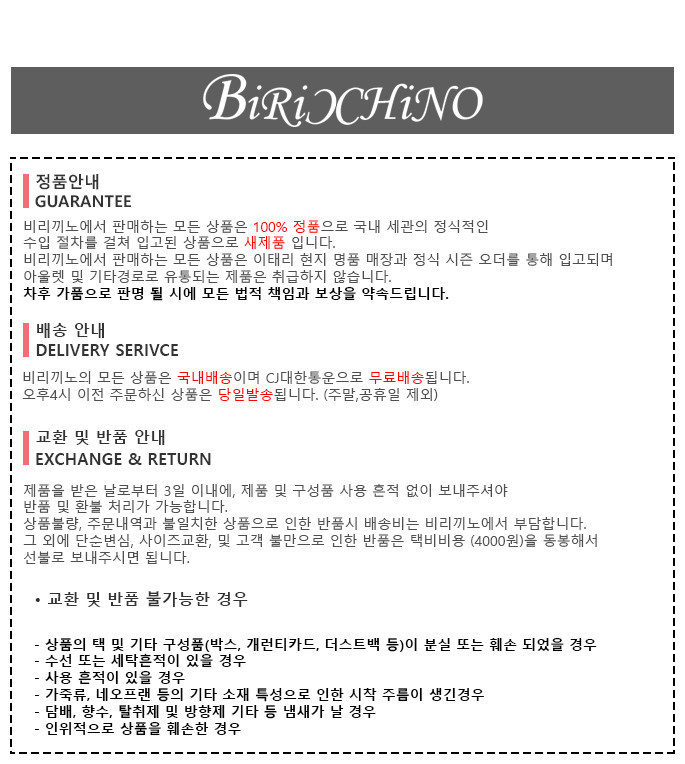 BiRiCHiNO
정품안내
GUARANTEE
비리끼노에서 판매하는 모든 상품은 100% 정품으로 국내 세관의 정식적인
수입 절차를 걸쳐 입고된 상품으로 새제품 입니다.
비리끼노에서 판매하는 모든 상품은 이태리 현지 명품 매장과 정식 시즌 오더를 통해 입고되며
아울렛 및 기타경로로 유통되는 제품은 취급하지 않습니다.
차후 가품으로 판명 될 시에 모든 법적 책임과 보상을 약속드립니다.
배송 안내
DELIVERY SERIVCE
비리끼노의 모든 상품은 국내배송이며 CJ대한통운으로 무료배송됩니다.
오후4시 이전 주문하신 상품은 당일발송됩니다. (주말,공휴일 제외)
교환 및 반품 안내
EXCHANGE & RETURN
제품을 받은 날로부터 3일 이내에, 제품 및 구성품 사용 흔적 없이 보내주셔야
반품 및 환불 처리가 가능합니다.
상품불량, 주문내역과 불일치한 상품으로 인한 반품시 배송비는 비리끼노에서 부담합니다.
그 외에 단순변심, 사이즈교환, 및 고객 불만으로 인한 반품은 택비비용 (4000원)을 동봉해서
선불로 보내주시면 됩니다.
• 교환 및 반품 불가능한 경우
- 상품의 택 및 기타 구성품(박스, 개런티카드, 더스트백 등)이 분실 또는 훼손 되었을 경우
- 수선 또는 세탁흔적이 있을 경우
- 사용 흔적이 있을 경우
- 가죽류, 네오프랜 등의 기타 소재 특성으로 인한 시착 주름이 생긴경우
- 담배, 향수, 탈취제 및 방향제 기타 등 냄새가 날 경우
- 인위적으로 상품을 훼손한 경우